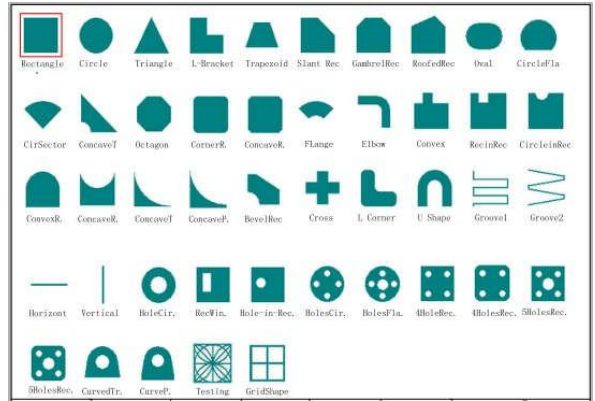 Rectangle Circle Triangle L-Bracket Trapezoid Slant Rec GambrelRec RoofedRec Oval CircleFla
CirSector ConcaveT Octagon CornerR. ConcaveR. FLange Elbow Convex RecinRec CircleinRec
ConvexR. ConcaveR. ConcaveT ConcaveP. BevelRec Cross L Corner U Shape Groove1 Groove2
Horizont Vertical HoleCir. RecWin. Hole-in-Rec. HolesCir. HolesFla. 4HoleRec. 4HolesRec. 5HolesRec.
5HolesRec. CurvedTr. CurveP. Testing GridShape